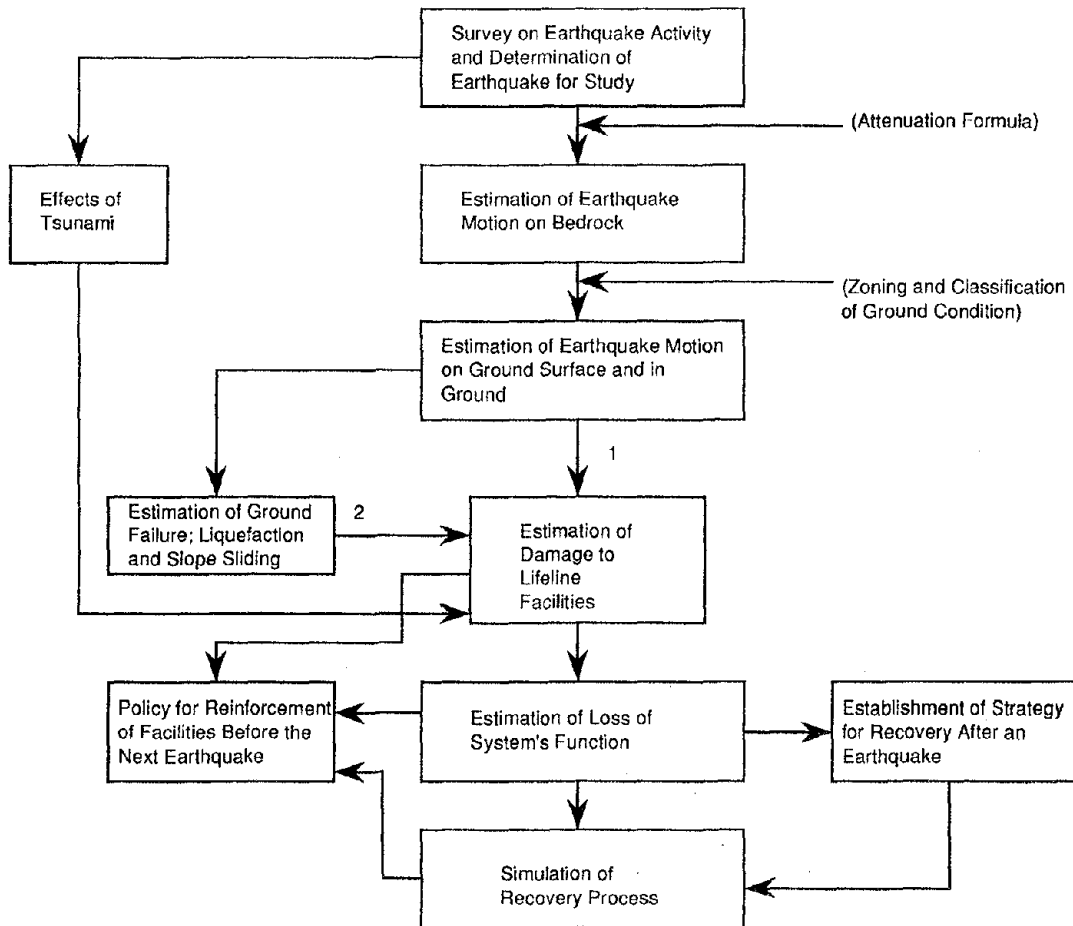 Survey on Earthquake Activity
and Determination of
Earthquake for Study
(Attenuation Formula)
Effects of
Tsunami
Estimation of Earthquake
Motion on Bedrock
(Zoning and Classification
of Ground Condition)
Estimation of Earthquake Motion
on Ground Surface and in
Ground
1
Estimation of Ground
Failure; Liquefaction
and Slope Sliding
2
Estimation of
Damage to
Lifeline
Facilities
Policy for Reinforcement
of Facilities Before the
Next Earthquake
Estimation of Loss of
System's Function
Establishment of Strategy
for Recovery After an
Earthquake
Simulation of
Recovery Process